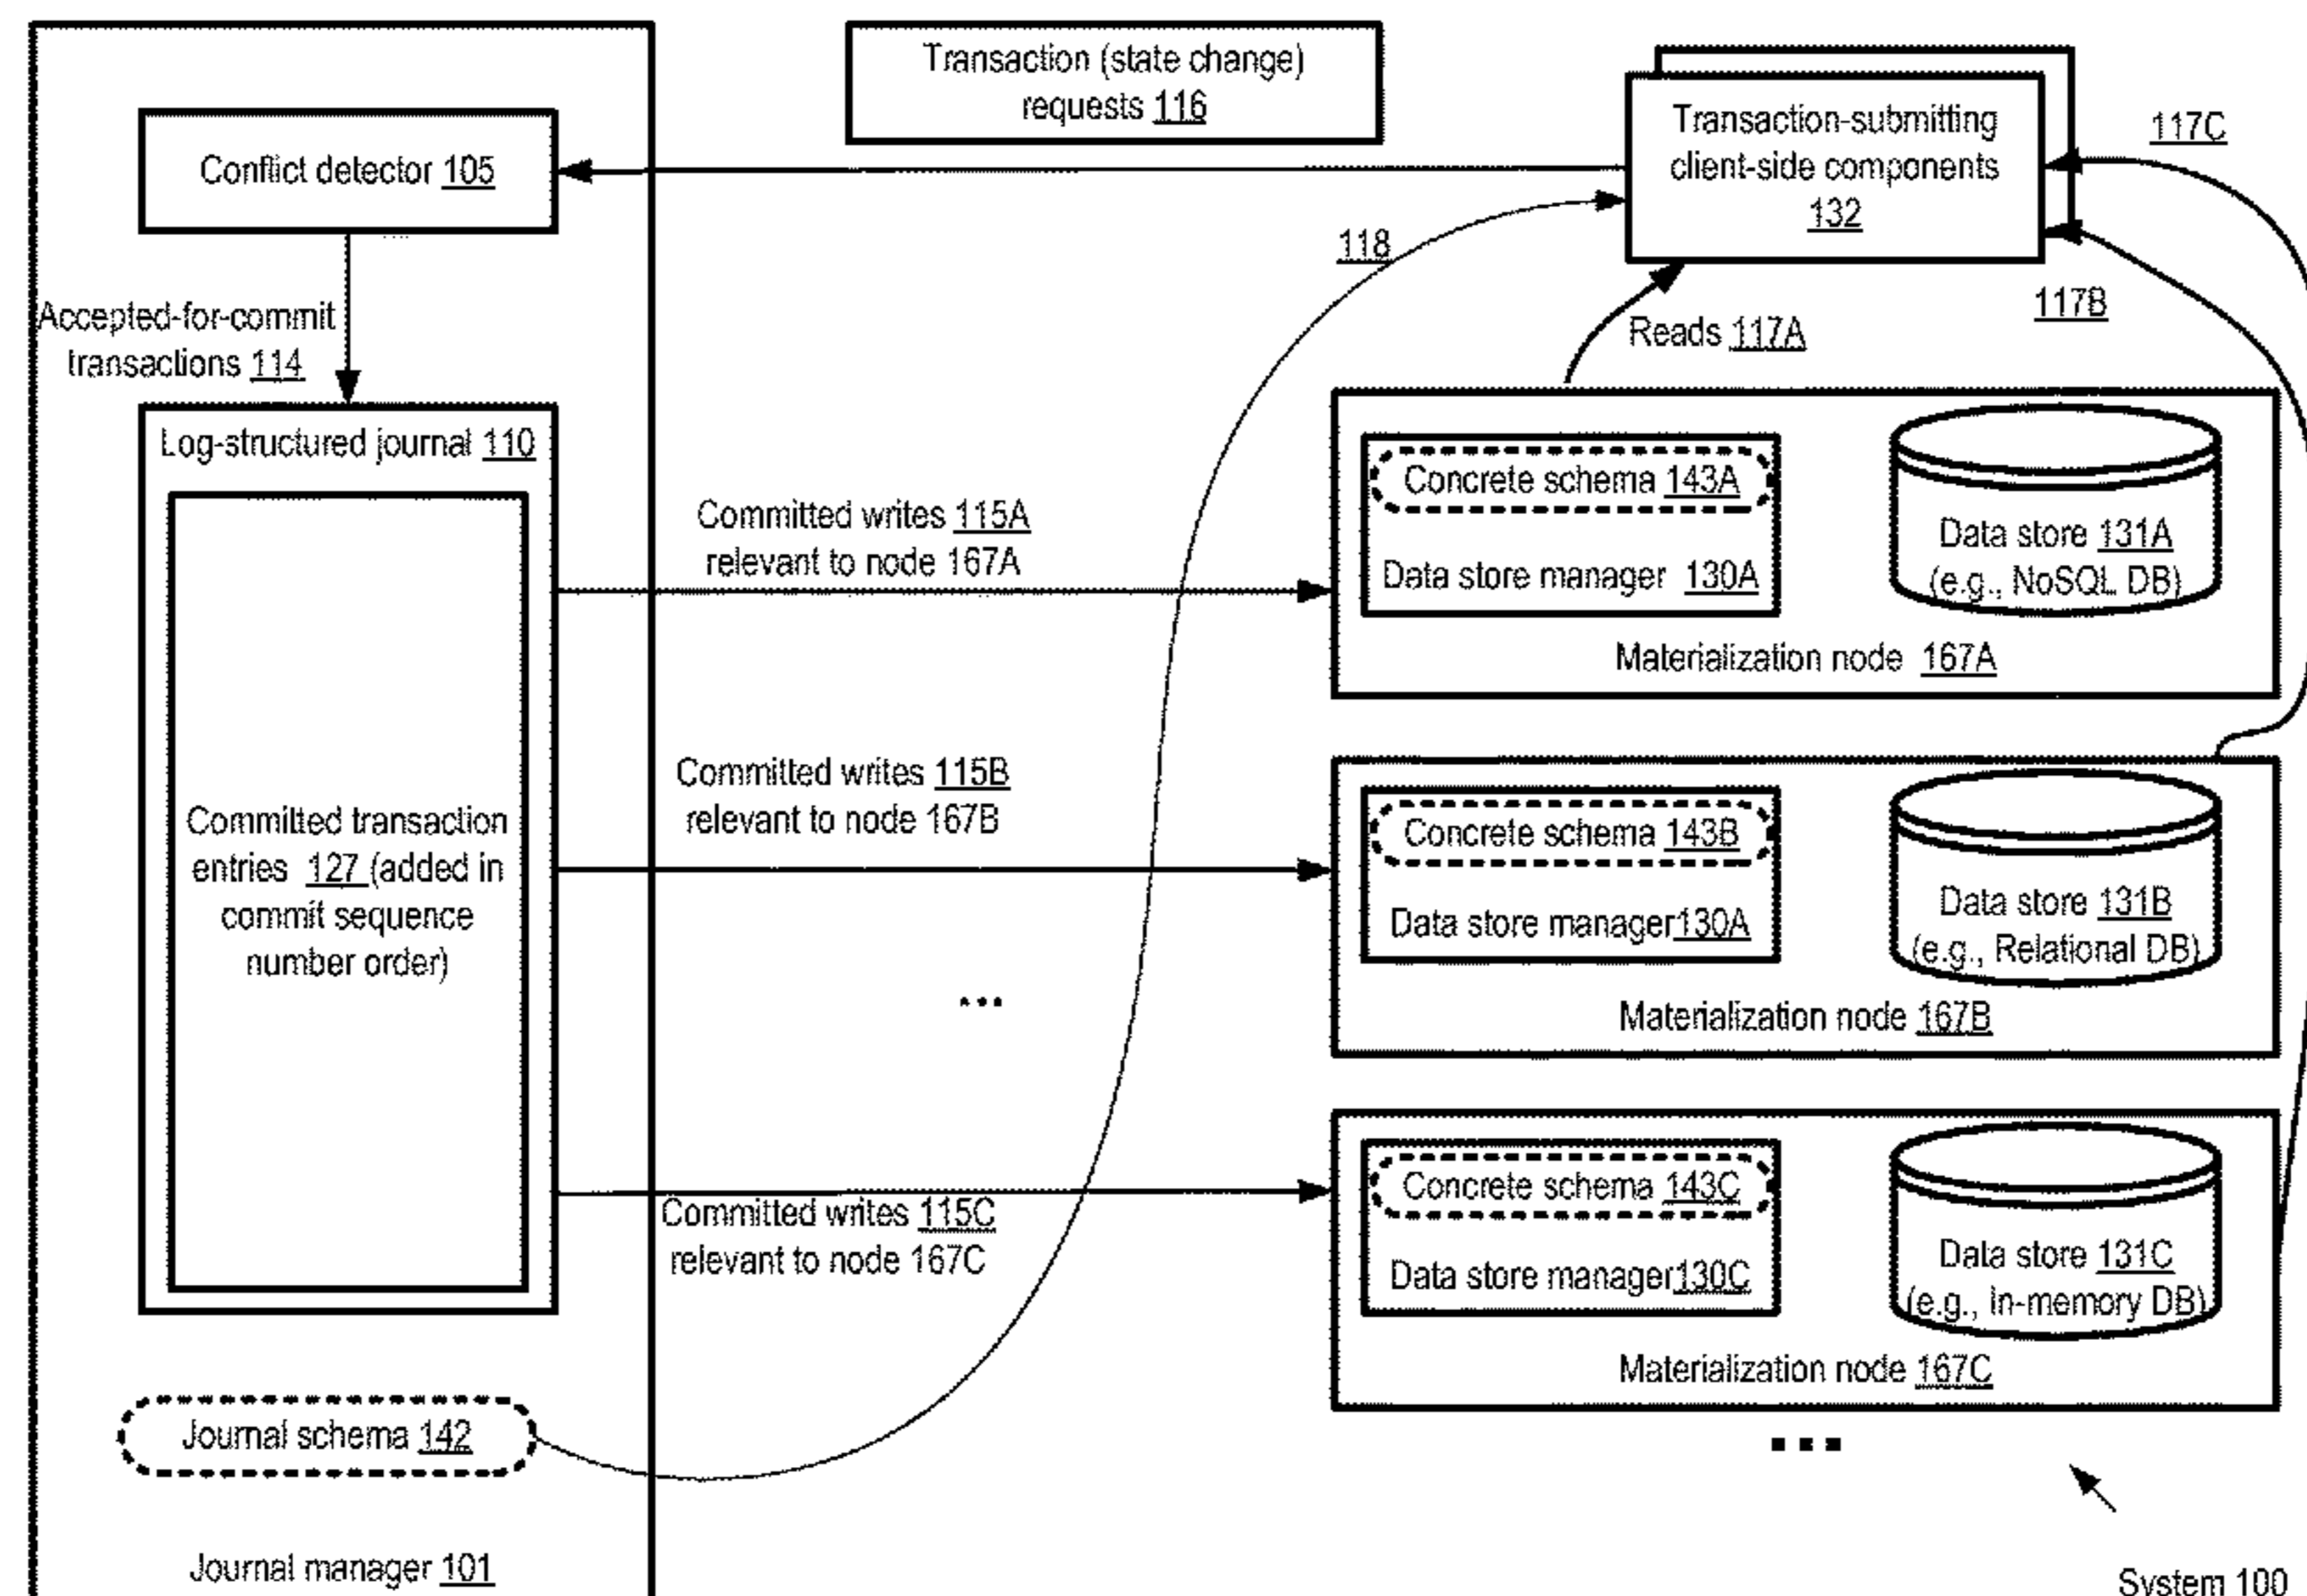 Transaction (state change)
requests 116
Transaction-submitting
client-side components
132
117C
Conflict detector 105
118
117B
Accepted-for-commit
transactions 114
Reads 117A
Log-structured journal 110
Committed transaction
entries 127 (added in
commit sequence
number order)
Committed writes 115A
relevant to node 167A
Concrete schema 143A
Data store manager 130A
Data store 131A
(e.g., NoSQL DB)
Materialization node 167A
Committed writes 115B
relevant to node 167B
Concrete schema 143B
Data store manager130A
Data store 131B
(e.g., Relational DB)
Materialization node 167B
...
Committed writes 115C
relevant to node 167C
Concrete schema 143C
Data store manager130C
Data store 131C
(e.g., In-memory DB)
Materialization node 167C
...
Journal schema 142
Journal manager 101
System 100